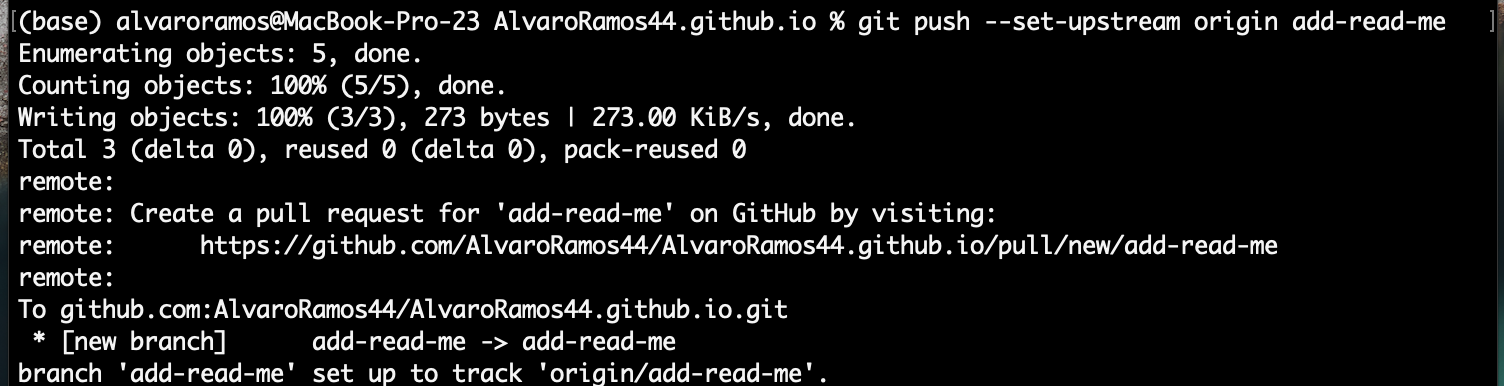 [(base) alvaroramos@MacBook-Pro-23 AlvaroRamos44.github.io % git push --set-upstream origin add-read-me ]
Enumerating objects: 5, done.
Counting objects: 100% (5/5), done.
Writing objects: 100% (3/3), 273 bytes | 273.00 KiB/s, done.
Total 3 (delta 0), reused 0 (delta 0), pack-reused 0
remote:
remote: Create a pull request for 'add-read-me' on GitHub by visiting:
remote:      https://github.com/AlvaroRamos44/AlvaroRamos44.github.io/pull/new/add-read-me
remote:
To github.com:AlvaroRamos44/AlvaroRamos44.github.io.git
 * [new branch]      add-read-me -> add-read-me
branch 'add-read-me' set up to track 'origin/add-read-me'.